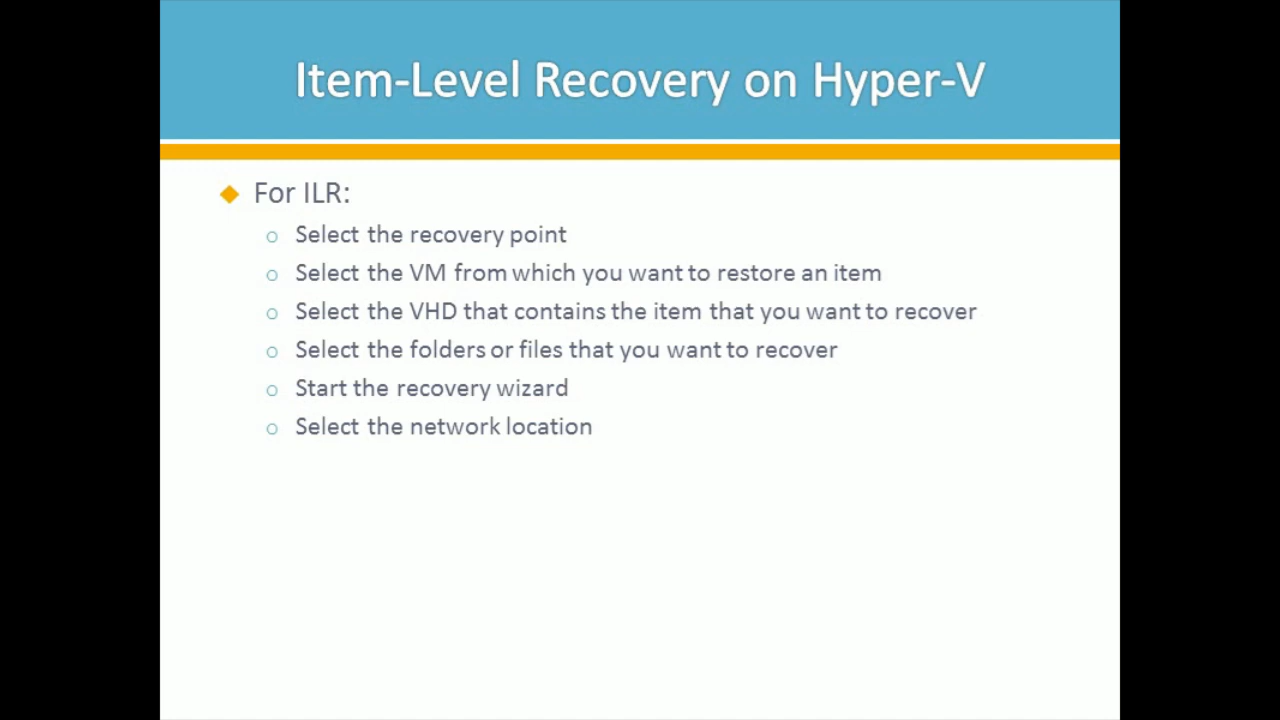 Item-Level Recovery on Hyper-V
For ILR:
Select the recovery point
Select the VM from which you want to restore an item
Select the VHD that contains the item that you want to recover
Select the folders or files that you want to recover
Start the recovery wizard
Select the network location